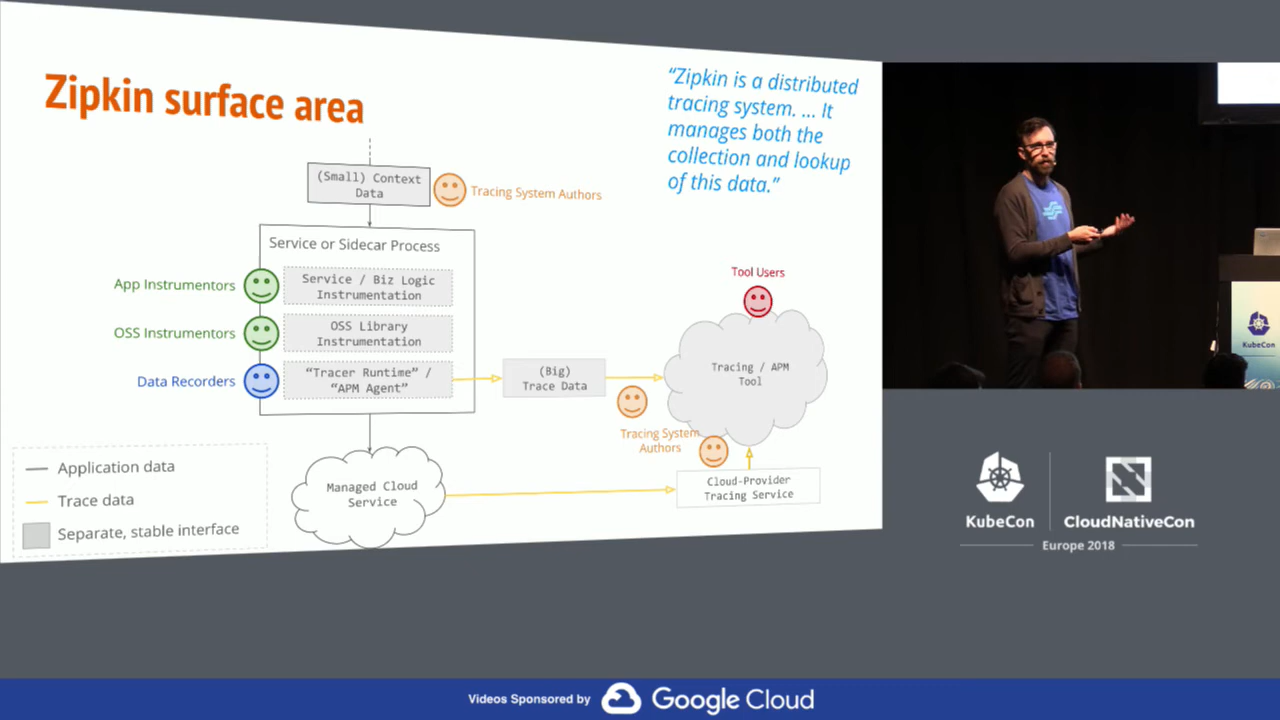 Zipkin surface area
“Zipkin is a distributed
tracing system. ... It
manages both the
collection and lookup
of this data.”
(Small) Context
Data
Tracing System Authors
Service or Sidecar Process
App Instrumentors
Service / Biz Logic
Instrumentation
OSS Instrumentors
OSS Library
Instrumentation
Data Recorders
“Tracer Runtime” /
“APM Agent”
(Big)
Trace Data
Tool Users
Tracing / APM
Tool
Tracing System
Authors
Managed Cloud
Service
Cloud-Provider
Tracing Service
Application data
Trace data
Separate, stable interface
KubeCon
KubeCon
CloudNativeCon
Europe 2018
Videos Sponsored by
Google Cloud